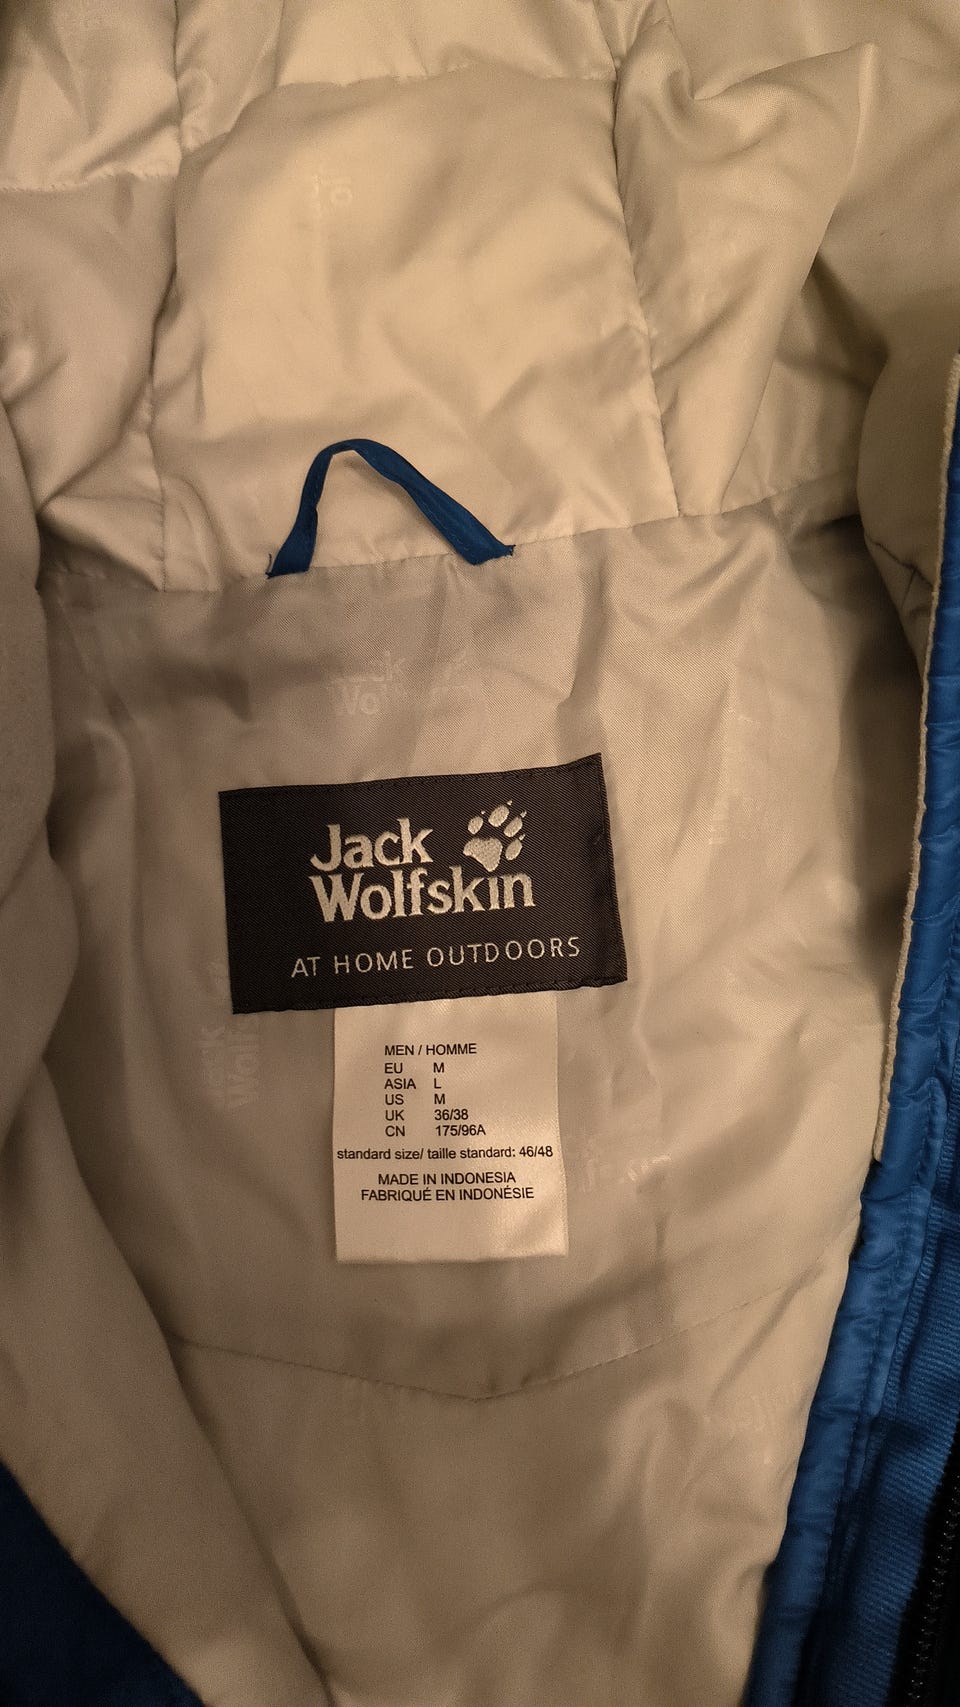 Jack
Wolfskin
AT HOME OUTDOORS
MEN / HOMME
EU M
ASIA L
US M
UK 36/38
CN 175/96A
standard size/ taille standard: 46/48
MADE IN INDONESIA
FABRIQUÉ EN INDONÉSIE